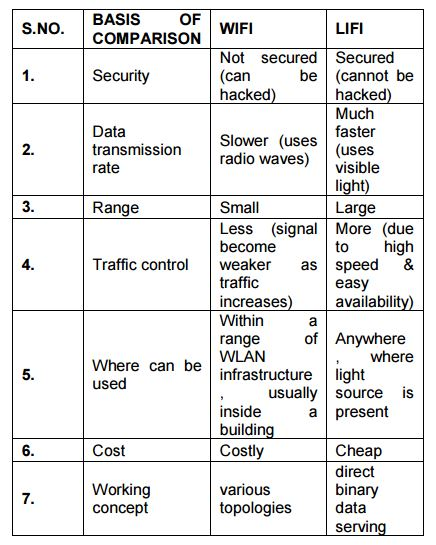 S.NO. BASIS OF COMPARISON WIFI LIFI
1. Security Not secured (can be hacked) Secured (cannot be hacked)
2. Data transmission rate Slower (uses radio waves) Much faster (uses visible light)
3. Range Small Large
4. Traffic control Less (signal become weaker as traffic increases) More (due to high speed & easy availability)
5. Where can be used Within a range of WLAN infrastructure , usually inside a building Anywhere , where light source is present
6. Cost Costly Cheap
7. Working concept various topologies direct binary data serving